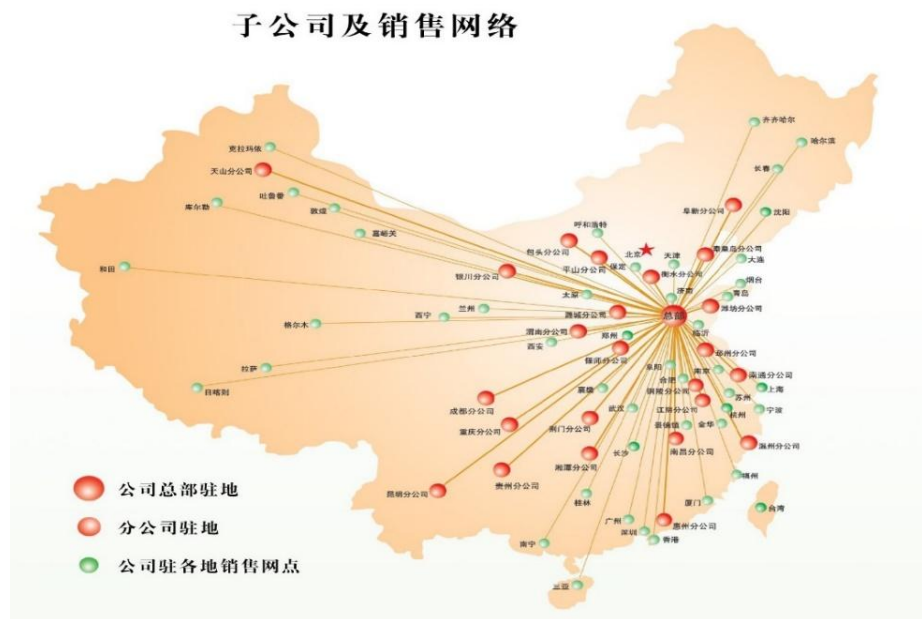 子公司及销售网络
齐齐哈尔
哈尔滨
克拉玛依
长春
天山分公司
吐鲁番
库尔勒
敦煌
阜新分公司
沈阳
嘉峪关
呼和浩特
包头分公司
北京
天津
秦皇岛分公司
大连
和田
银川分公司
平山分公司
保定
衡水分公司
烟台
太原
济南
青岛
兰州
潞城分公司
潍坊分公司
西宁
总部
格尔木
渭南分公司
郑州
临沂
西安
偃师分公司
邳州分公司
拉萨
阜阳
南京
南通分公司
日喀则
合肥
铜陵分公司
上海
襄樊
苏州
成都分公司
武汉
江阴分公司
杭州
宁波
重庆分公司
荆门分公司
景德镇
金华
长沙
南昌分公司
温州分公司
湘潭分公司
福州
贵州分公司
公司总部驻地
昆明分公司
桂林
厦门
台湾
分公司驻地
广州
惠州分公司
深圳
香港
南宁
公司驻各地销售网点
三亚